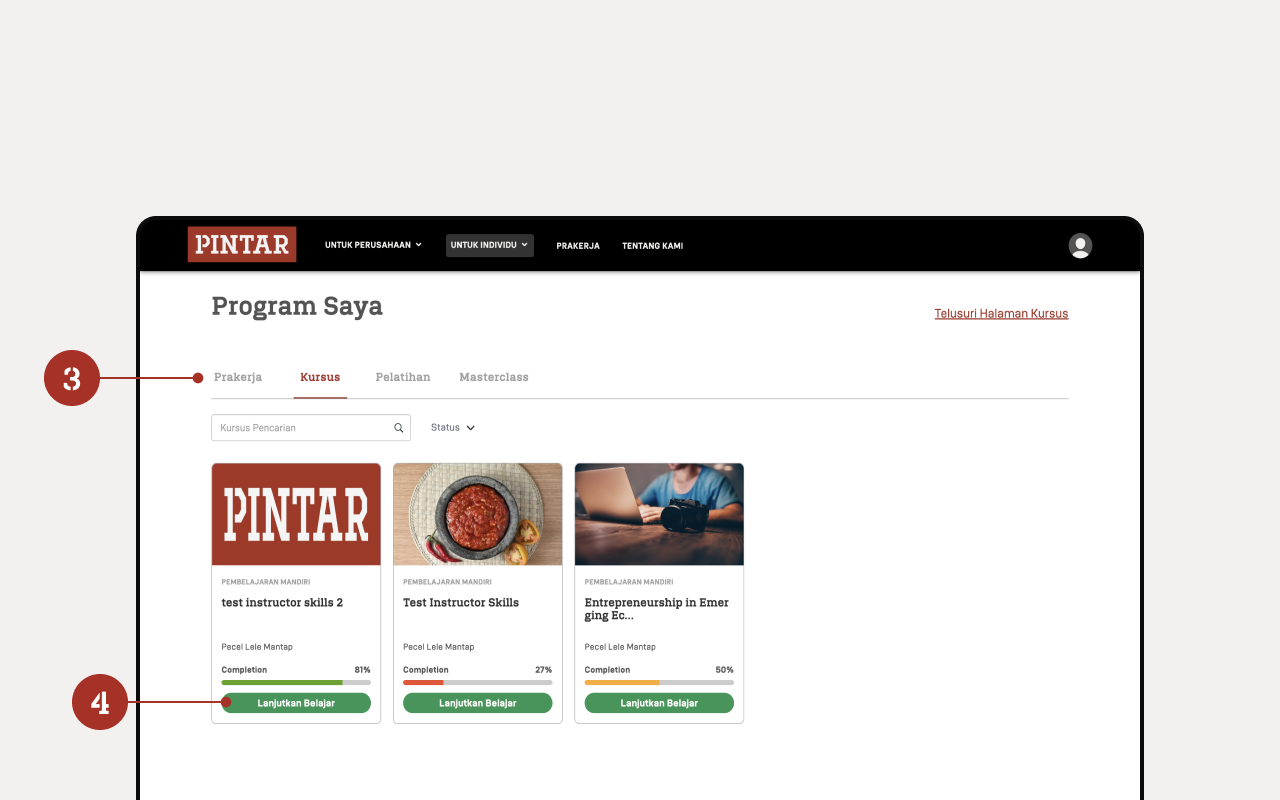 PINTAR
UNTUK PERUSAHAAN
UNTUK INDIVIDU
PRAKERJA
TENTANG KAMI
Program Saya
Telusuri Halaman Kursus
3
Prakerja
Kursus
Pelatihan
Masterclass
Kursus Pencarian
Status
PINTAR
PEMBELAJARAN MANDIRI
test instructor skills 2
Pecel Lele Mantap
Completion 81%
Lanjutkan Belajar
PEMBELAJARAN MANDIRI
Test Instructor Skills
Pecel Lele Mantap
Completion 27%
Lanjutkan Belajar
PEMBELAJARAN MANDIRI
Entrepreneurship in Emer
ging Ec...
Pecel Lele Mantap
Completion 50%
Lanjutkan Belajar
4